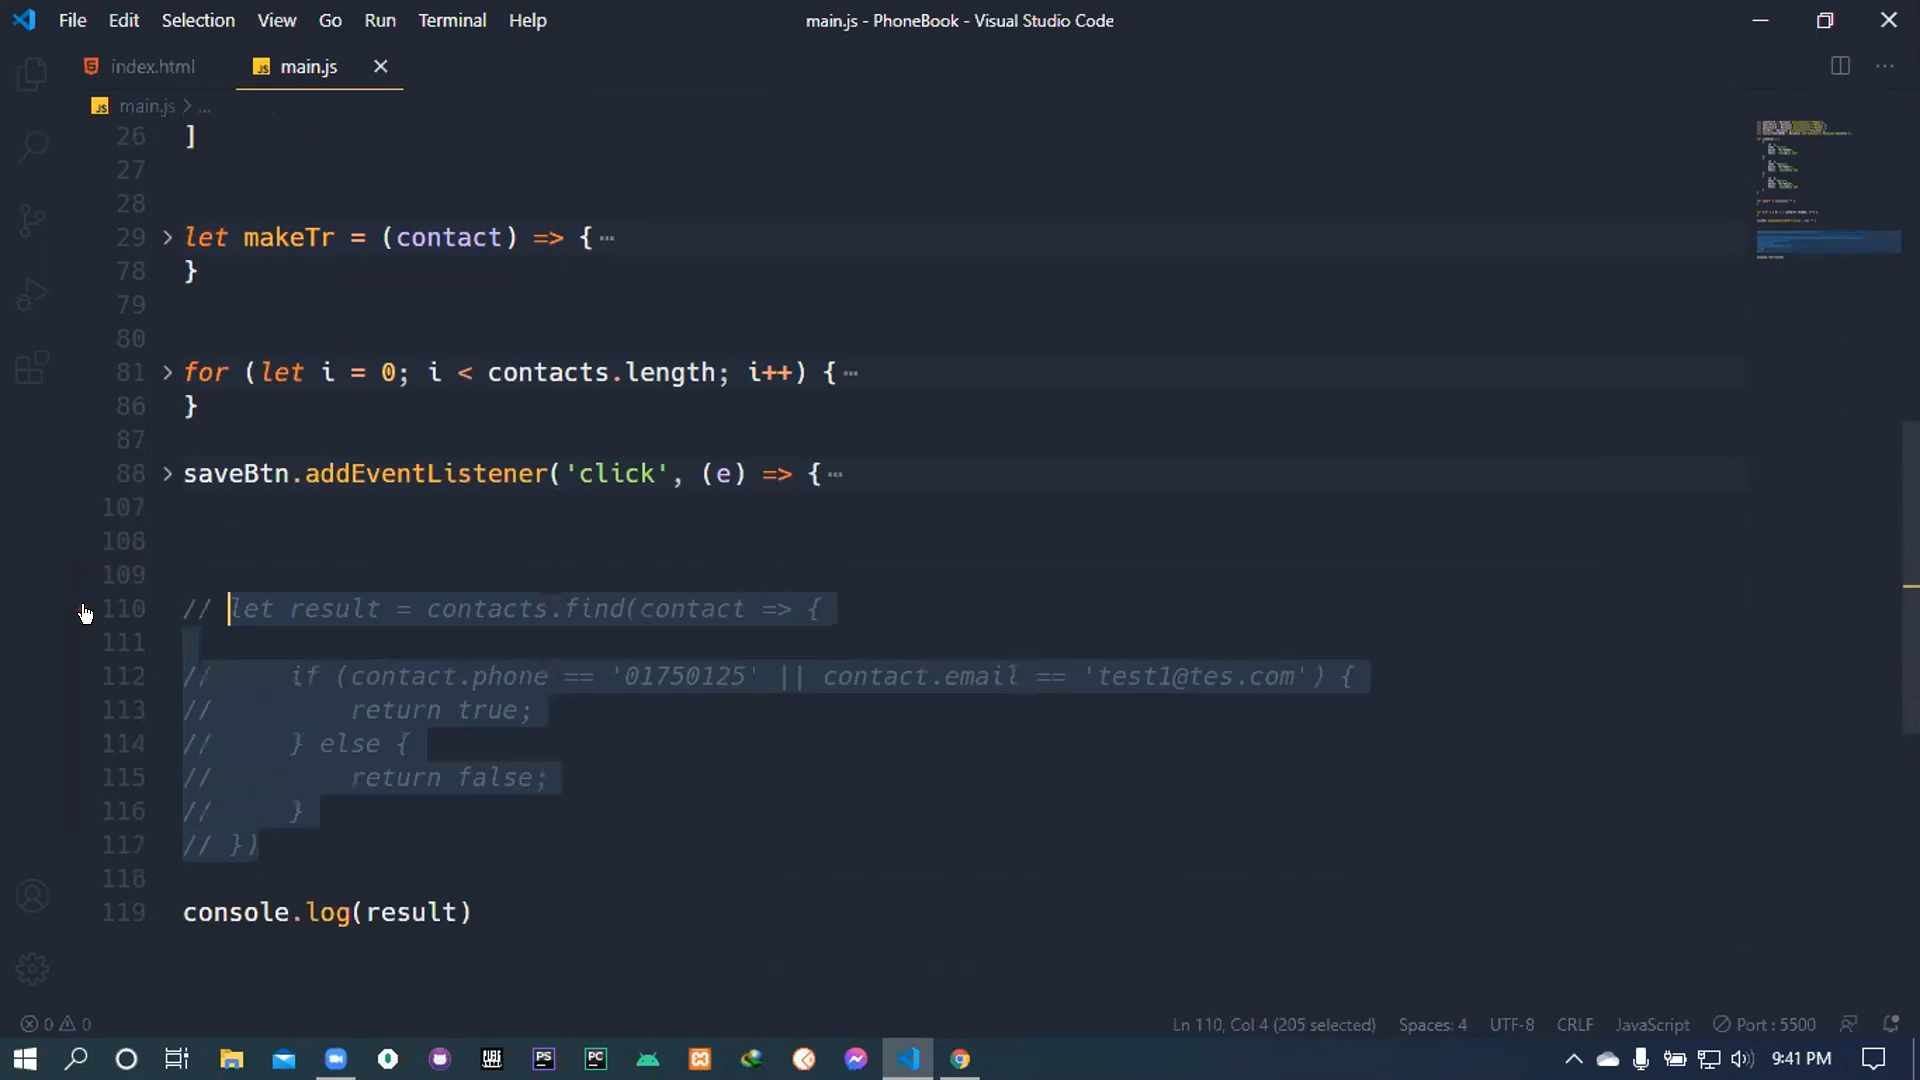 File Edit Selection View Go Run Terminal Help main.js - PhoneBook - Visual Studio Code
index.html JS main.js
JS main.js > ...
26 ]
27
28
29 let makeTr = (contact) => { ...
78 }
79
80
81 for (let i = 0; i < contacts.length; i++) { ...
86 }
87
88 saveBtn.addEventListener('click', (e) => { ...
107
108
109
110 // let result = contacts.find(contact => {
111
112 // if (contact.phone == '01750125' || contact.email == 'test1@tes.com') {
113 // return true;
114 // } else {
115 // return false;
116 // }
117 // })
118
119 console.log(result)
0 0 Ln 110, Col 4 (205 selected) Spaces: 4 UTF-8 CRLF JavaScript Port : 5500
PS PC 9:41 PM